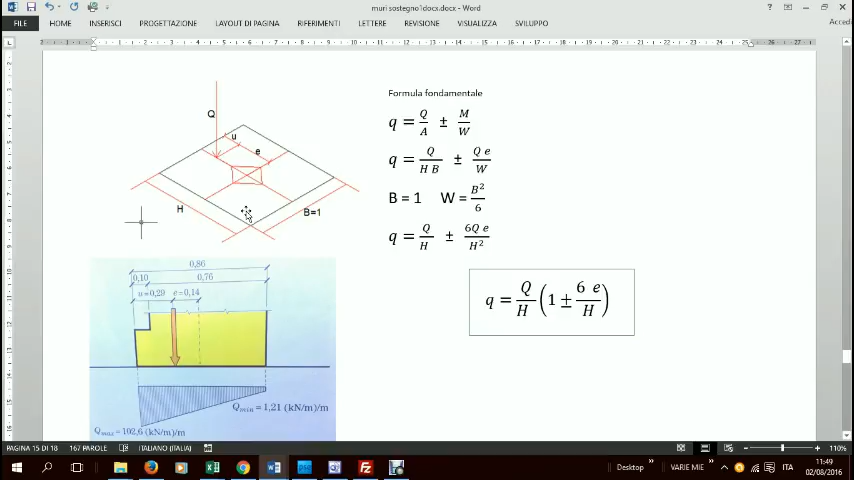 muri sostegno1docx.docx - Word
FILE HOME INSERISCI PROGETTAZIONE LAYOUT DI PAGINA RIFERIMENTI LETTERE REVISIONE VISUALIZZA SVILUPPO Accedi
Q
u
e
H
B=1
Formula fondamentale
q = Q/A ± M/W
q = Q/(H B) ± (Q e)/W
B = 1 W = B²/6
q = Q/H ± (6Q e)/H²
q = Q/H (1 ± (6 e)/H)
0,86
0,10 0,76
u=0,29 e=0,14
Qmin=1,21 (kN/m)/m
Qmax=102,6(kN/m)/m
PAGINA 15 DI 18 167 PAROLE ITALIANO (ITALIA) 110%
Desktop VARIE MIE ITA
11:49
02/08/2016